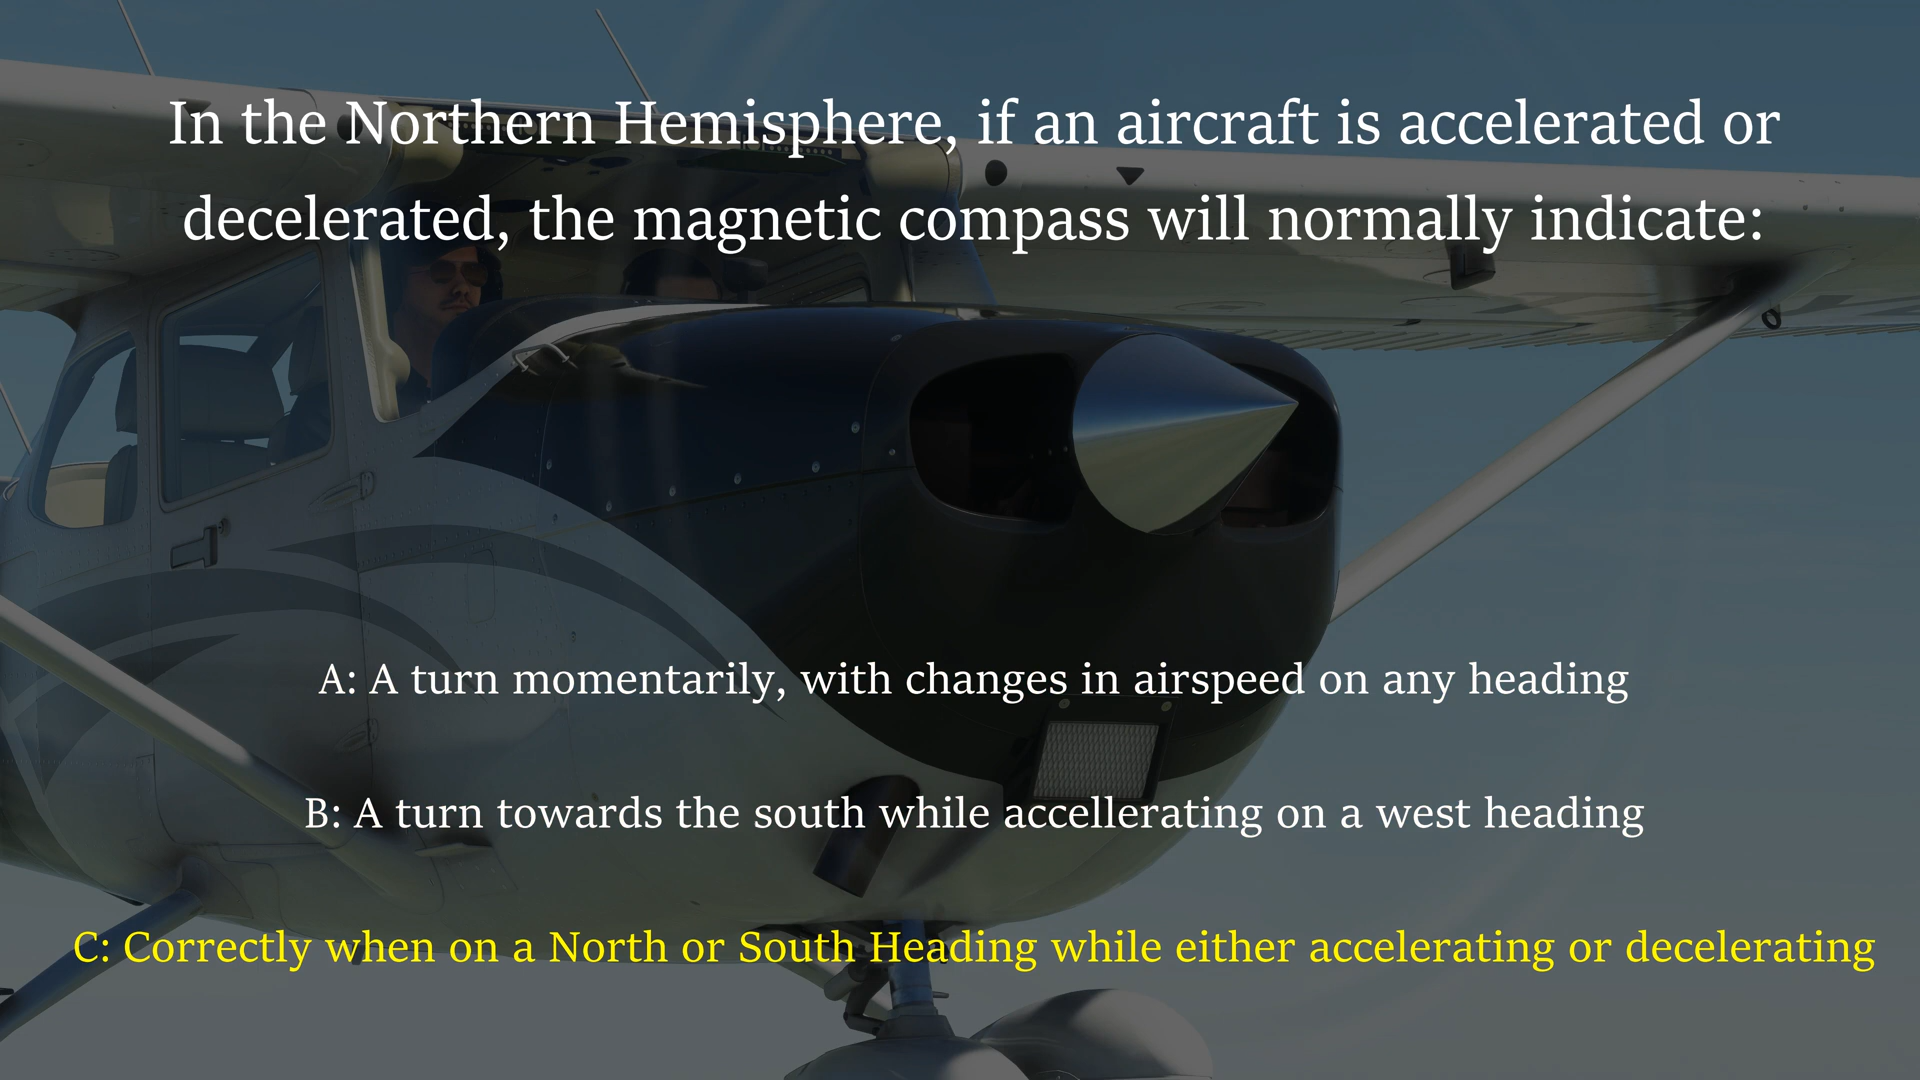 In the Northern Hemisphere, if an aircraft is accelerated or
decelerated, the magnetic compass will normally indicate:
A: A turn momentarily, with changes in airspeed on any heading
B: A turn towards the south while accellerating on a west heading
C: Correctly when on a North or South Heading while either accelerating or decelerating